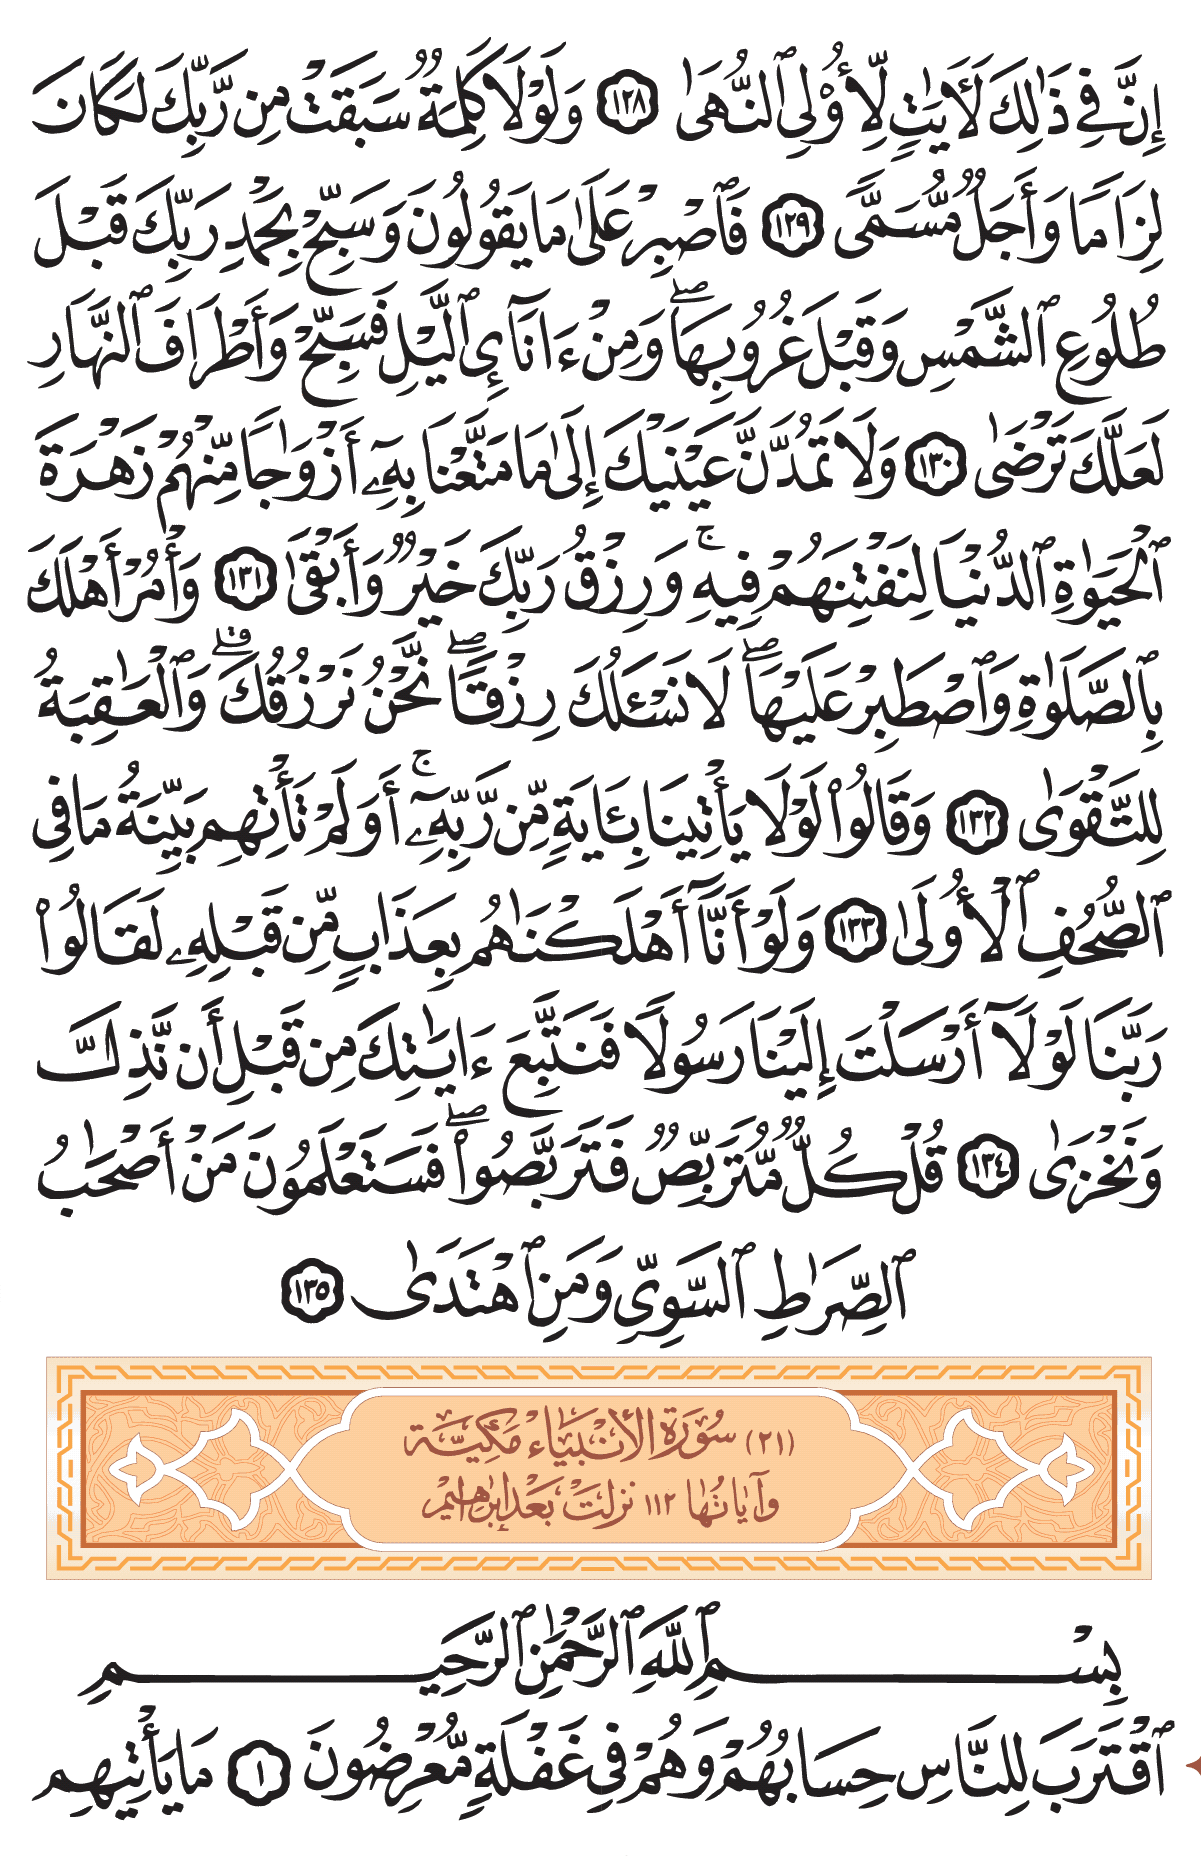 إِنَّ فِي ذَٰلِكَ لَأٓيَٰتٖ لِّأُوْلِي ٱلنُّهَىٰ ١٢٨ وَلَوۡلَا كَلِمَةٞ سَبَقَتۡ مِن رَّبِّكَ لَكَانَ
لِزَامٗا وَأَجَلٞ مُّسَمّٗى ١٢٩ فَٱصۡبِرۡ عَلَىٰ مَا يَقُولُونَ وَسَبِّحۡ بِحَمۡدِ رَبِّكَ قَبۡلَ
طُلُوعِ ٱلشَّمۡسِ وَقَبۡلَ غُرُوبِهَاۖ وَمِنۡ ءَانَآيِٕ ٱلَّيۡلِ فَسَبِّحۡ وَأَطۡرَافَ ٱلنَّهَارِ
لَعَلَّكَ تَرۡضَىٰ ١٣٠ وَلَا تَمُدَّنَّ عَيۡنَيۡكَ إِلَىٰ مَا مَتَّعۡنَا بِهِۦٓ أَزۡوَٰجٗا مِّنۡهُمۡ زَهۡرَةَ
ٱلۡحَيَوٰةِ ٱلدُّنۡيَا لِنَفۡتِنَهُمۡ فِيهِۚ وَرِزۡقُ رَبِّكَ خَيۡرٞ وَأَبۡقَىٰ ١٣١ وَأۡمُرۡ أَهۡلَكَ
بِٱلصَّلَوٰةِ وَٱصۡطَبِرۡ عَلَيۡهَاۖ لَا نَسۡـَٔلُكَ رِزۡقٗاۖ نَّحۡنُ نَرۡزُقُكَۗ وَٱلۡعَٰقِبَةُ
لِلتَّقۡوَىٰ ١٣٢ وَقَالُواْ لَوۡلَا يَأۡتِينَا بِـَٔايَةٖ مِّن رَّبِّهِۦٓۚ أَوَلَمۡ تَأۡتِهِم بَيِّنَةُ مَا فِي
ٱلصُّحُفِ ٱلۡأُولَىٰ ١٣٣ وَلَوۡ أَنَّآ أَهۡلَكۡنَٰهُم بِعَذَابٖ مِّن قَبۡلِهِۦ لَقَالُواْ
رَبَّنَا لَوۡلَآ أَرۡسَلۡتَ إِلَيۡنَا رَسُولٗا فَنَتَّبِعَ ءَايَٰتِكَ مِن قَبۡلِ أَن نَّذِلَّ
وَنَخۡزَىٰ ١٣٤ قُلۡ كُلّٞ مُّتَرَبِّصٞ فَتَرَبَّصُواْۖ فَسَتَعۡلَمُونَ مَنۡ أَصۡحَٰبُ
ٱلصِّرَٰطِ ٱلسَّوِيِّ وَمَنِ ٱهۡتَدَىٰ ١٣٥
(٢١) سُورَةُ الأَنْبِيَاءِ مَكِّيَّة
وَآيَاتُهَا ١١٢ نَزَلَتْ بَعْدَ إِبْرَاهِيم
بِسۡمِ ٱللَّهِ ٱلرَّحۡمَٰنِ ٱلرَّحِيمِ
ٱقۡتَرَبَ لِلنَّاسِ حِسَابُهُمۡ وَهُمۡ فِي غَفۡلَةٖ مُّعۡرِضُونَ ١ مَا يَأۡتِيهِم